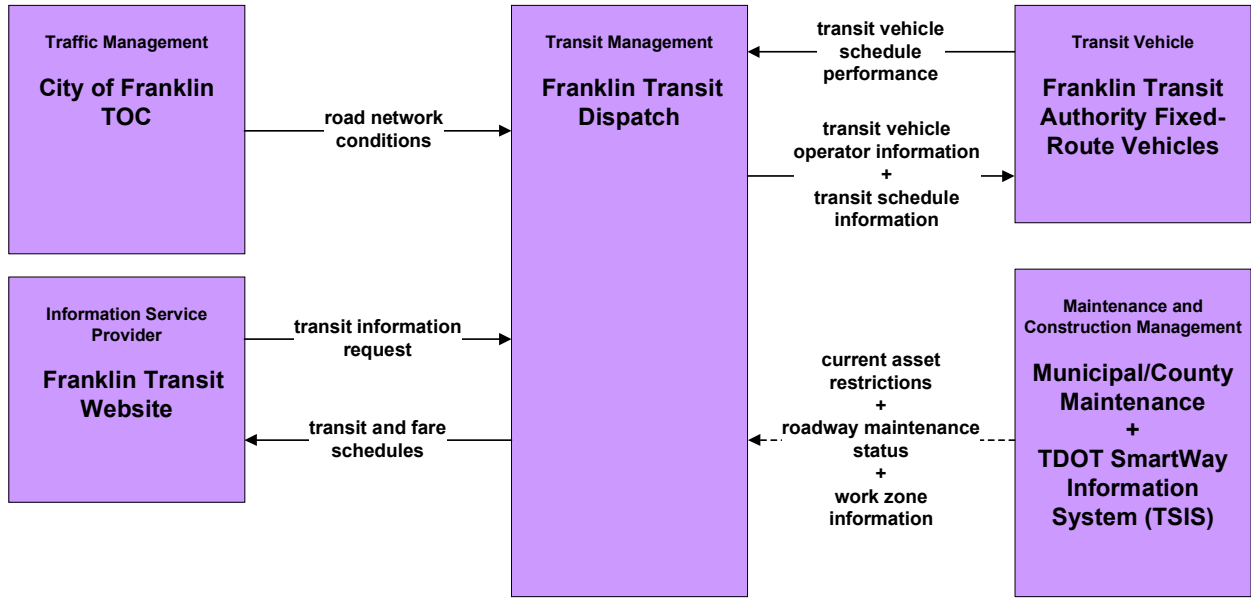 Traffic Management
City of Franklin
TOC
road network
conditions
Transit Management
Franklin Transit
Dispatch
transit vehicle
schedule
performance
transit vehicle
operator information
+
transit schedule
information
Transit Vehicle
Franklin Transit
Authority Fixed-
Route Vehicles
Information Service
Provider
Franklin Transit
Website
transit information
request
transit and fare
schedules
current asset
restrictions
+
roadway maintenance
status
+
work zone
information
Maintenance and
Construction Management
Municipal/County
Maintenance
+
TDOT SmartWay
Information
System (TSIS)